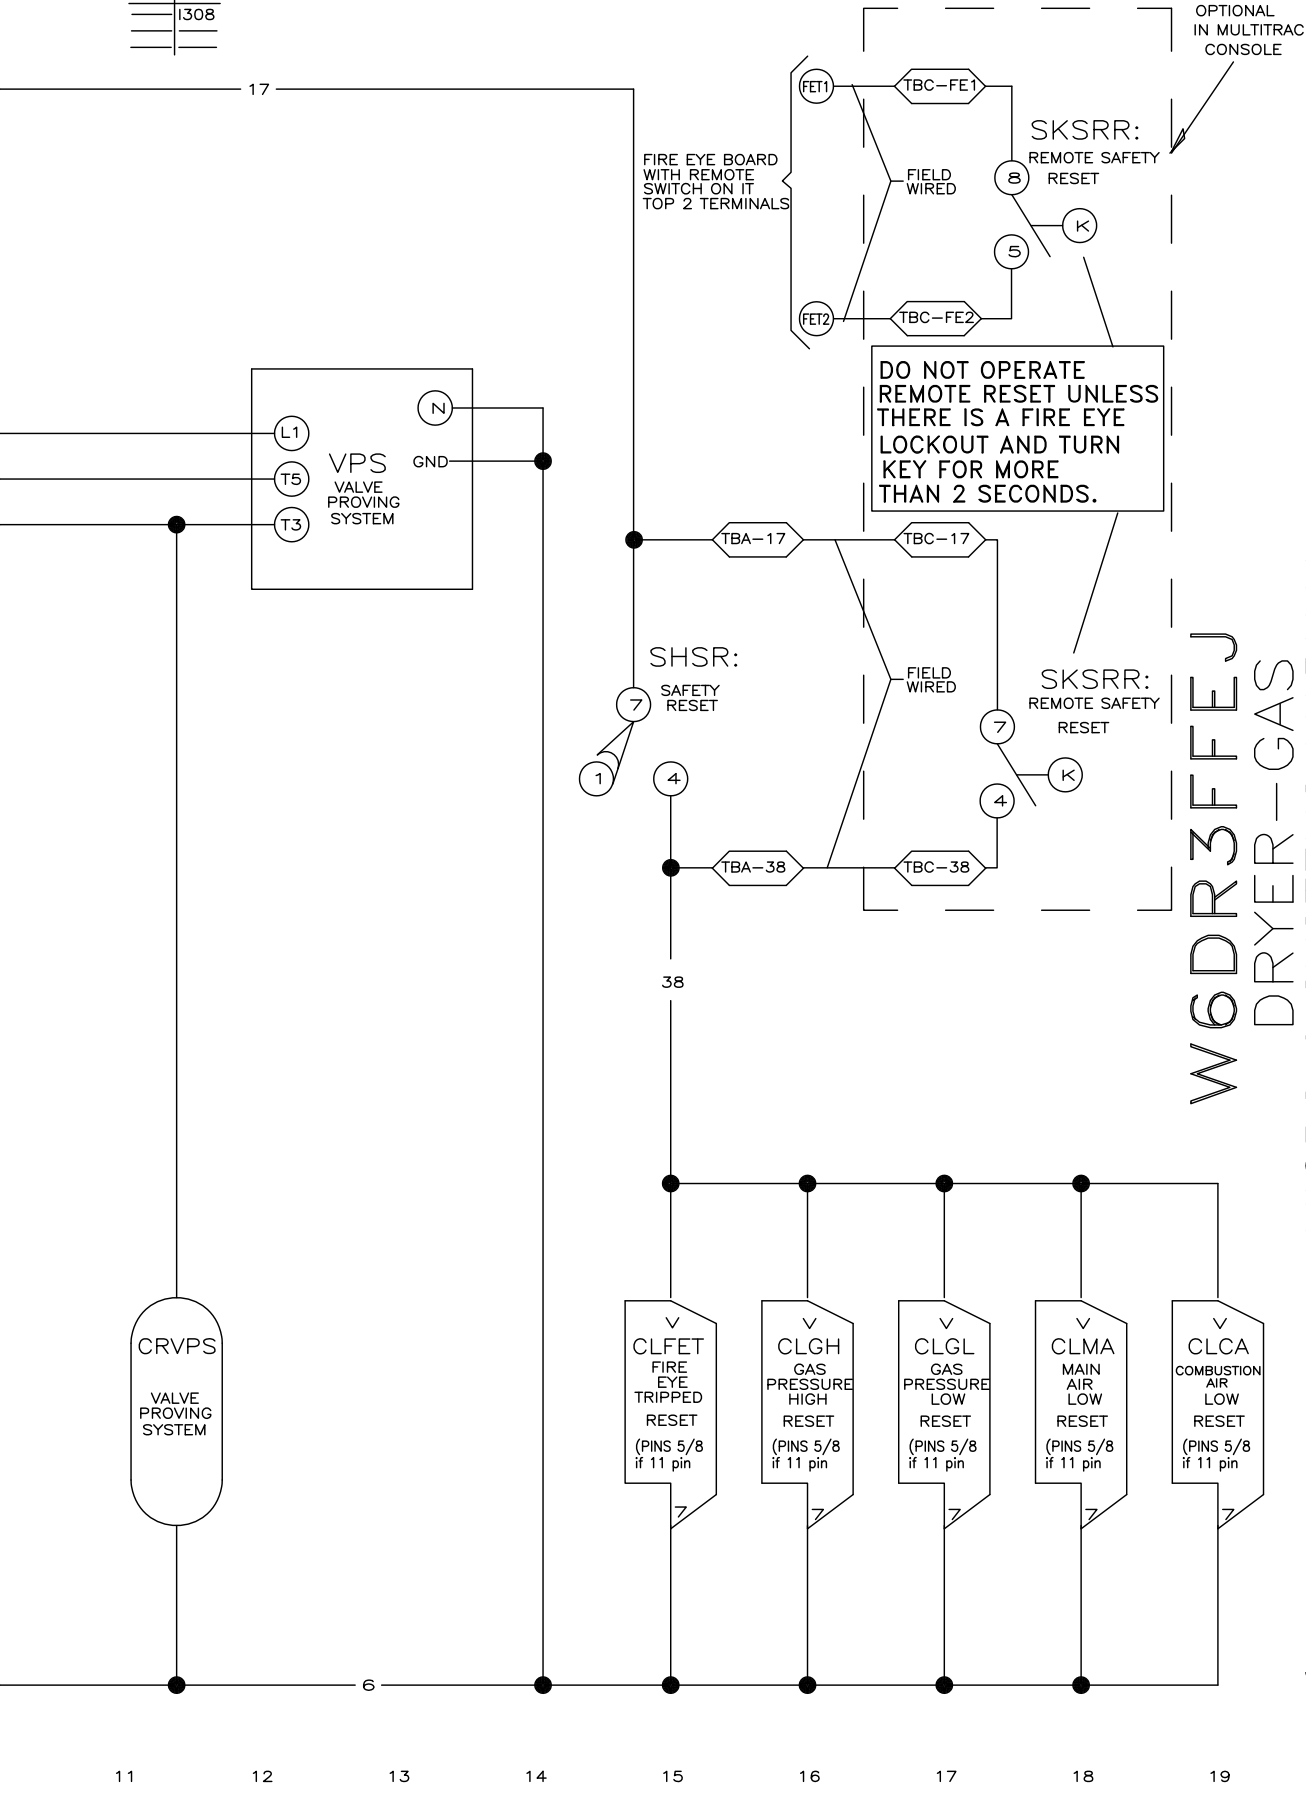 1308
OPTIONAL
IN MULTITRAC
CONSOLE
17
FET1
TBC-FE1
SKSRR:
REMOTE SAFETY
RESET
FIRE EYE BOARD
WITH REMOTE
SWITCH ON IT
TOP 2 TERMINALS
FIELD
WIRED
8
K
5
FET2
TBC-FE2
DO NOT OPERATE
REMOTE RESET UNLESS
THERE IS A FIRE EYE
LOCKOUT AND TURN
KEY FOR MORE
THAN 2 SECONDS.
N
L1
GND
VPS
VALVE
PROVING
SYSTEM
T5
T3
TBA-17
TBC-17
SHSR:
SAFETY
RESET
7
1
4
FIELD
WIRED
SKSRR:
REMOTE SAFETY
RESET
7
K
4
TBA-38
TBC-38
W6DR3FFEJ
DRYER-GAS
38
CRVPS
VALVE
PROVING
SYSTEM
V
CLFET
FIRE
EYE
TRIPPED
RESET
(PINS 5/8
if 11 pin
7
V
CLGH
GAS
PRESSURE
HIGH
RESET
(PINS 5/8
if 11 pin
7
V
CLGL
GAS
PRESSURE
LOW
RESET
(PINS 5/8
if 11 pin
7
V
CLMA
MAIN
AIR
LOW
RESET
(PINS 5/8
if 11 pin
7
V
CLCA
COMBUSTION
AIR
LOW
RESET
(PINS 5/8
if 11 pin
7
6
11 12 13 14 15 16 17 18 19